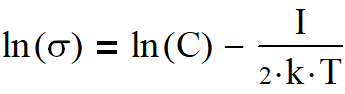 ln(σ) = ln(C) − I / 2·k·T